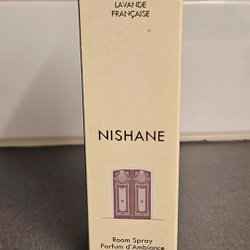 LAVANDE
FRANÇAISE
NISHANE
Room Spray
Parfum d'Ambiance